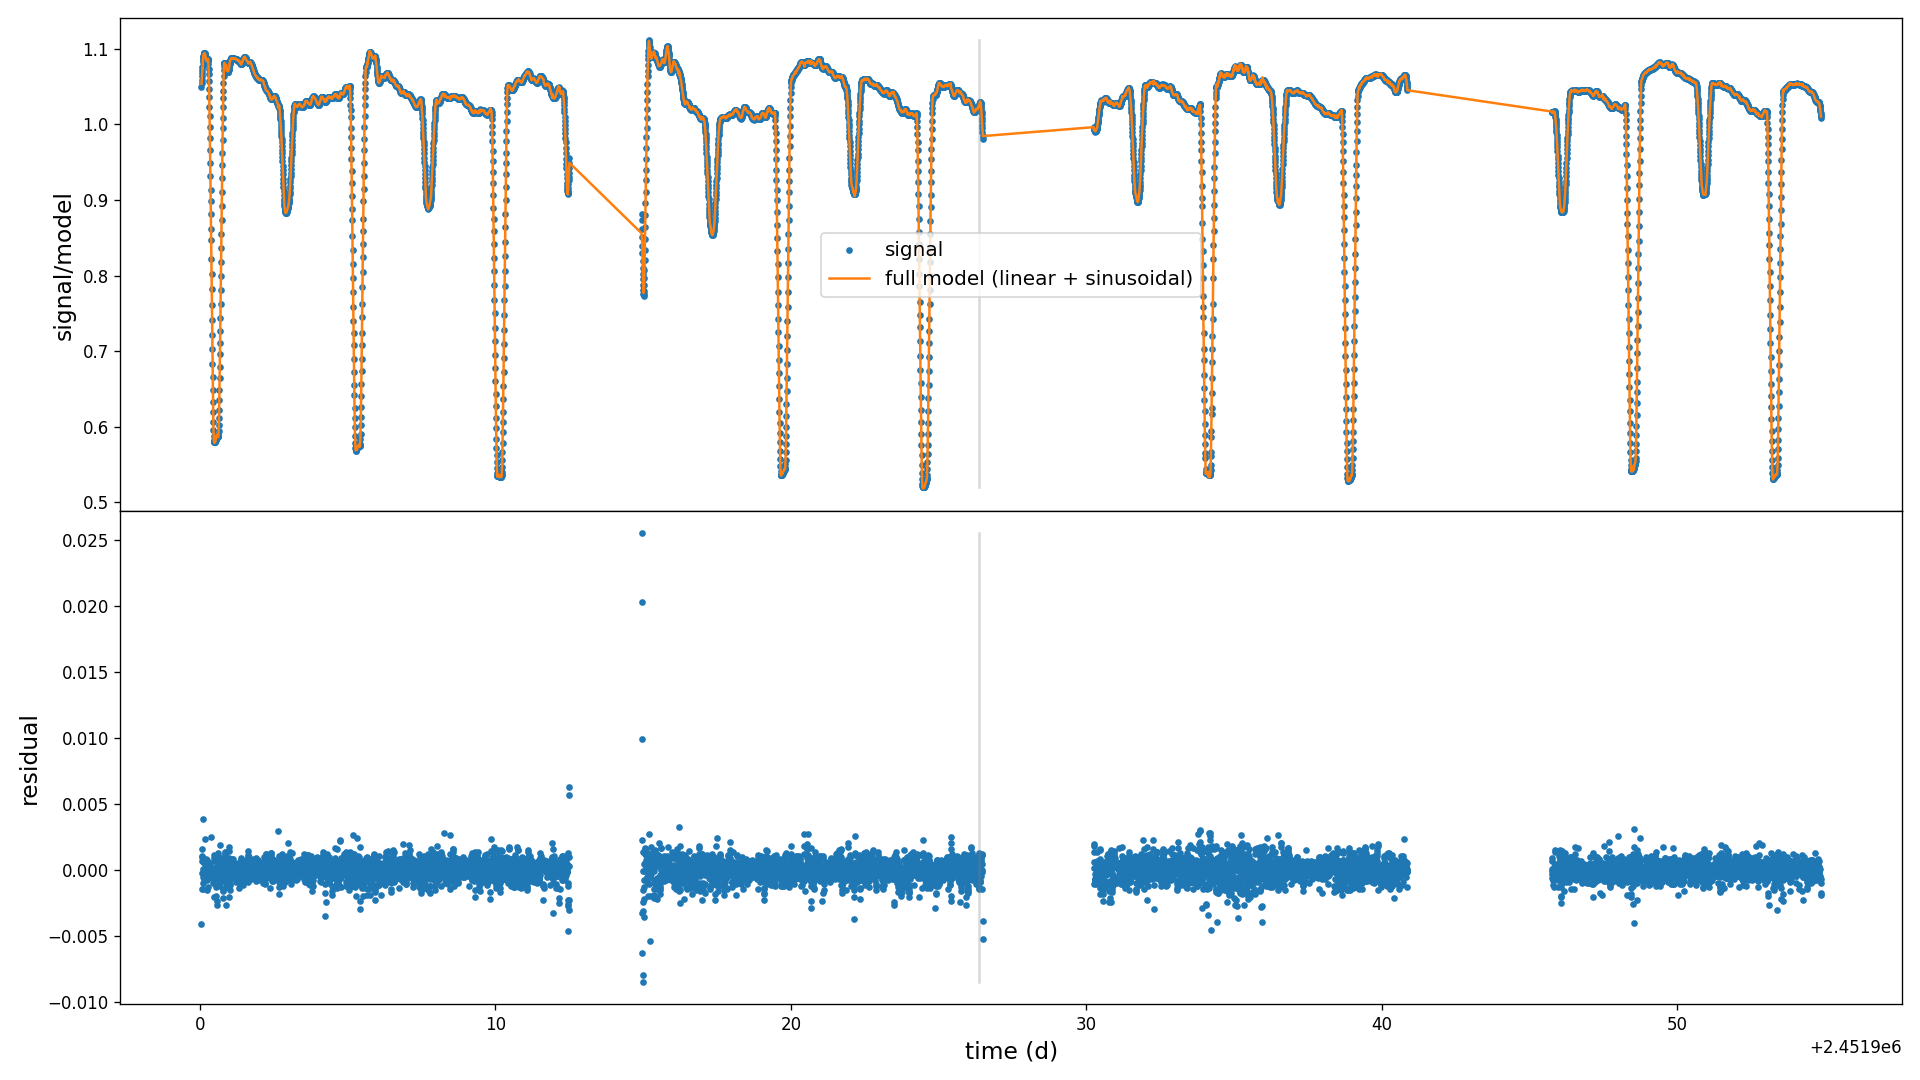 1.1
1.0
0.9
0.8
0.7
0.6
0.5
signal/model
signal
full model (linear + sinusoidal)
0.025
0.020
0.015
0.010
0.005
0.000
−0.005
−0.010
residual
0 10 20 30 40 50
time (d)
+2.4519e6